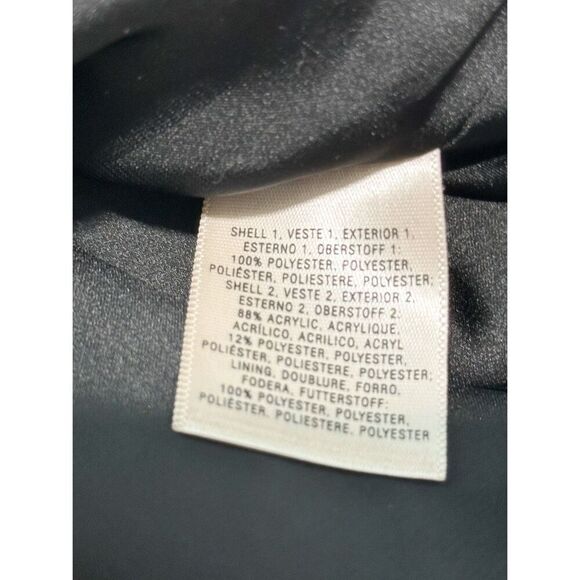 SHELL 1, VESTE 1, EXTERIOR 1,
ESTERNO 1, OBERSTOFF 1:
100% POLYESTER, POLYESTER,
POLIÉSTER, POLIESTERE, POLYESTER;
SHELL 2, VESTE 2, EXTERIOR 2,
ESTERNO 2, OBERSTOFF 2:
88% ACRYLIC, ACRYLIQUE,
ACRÍLICO, ACRILICO, ACRYL
12% POLYESTER, POLYESTER,
POLIÉSTER, POLIESTERE, POLYESTER;
LINING, DOUBLURE, FORRO,
FODERA, FUTTERSTOFF:
100% POLYESTER, POLYESTER,
POLIÉSTER, POLIESTERE, POLYESTER